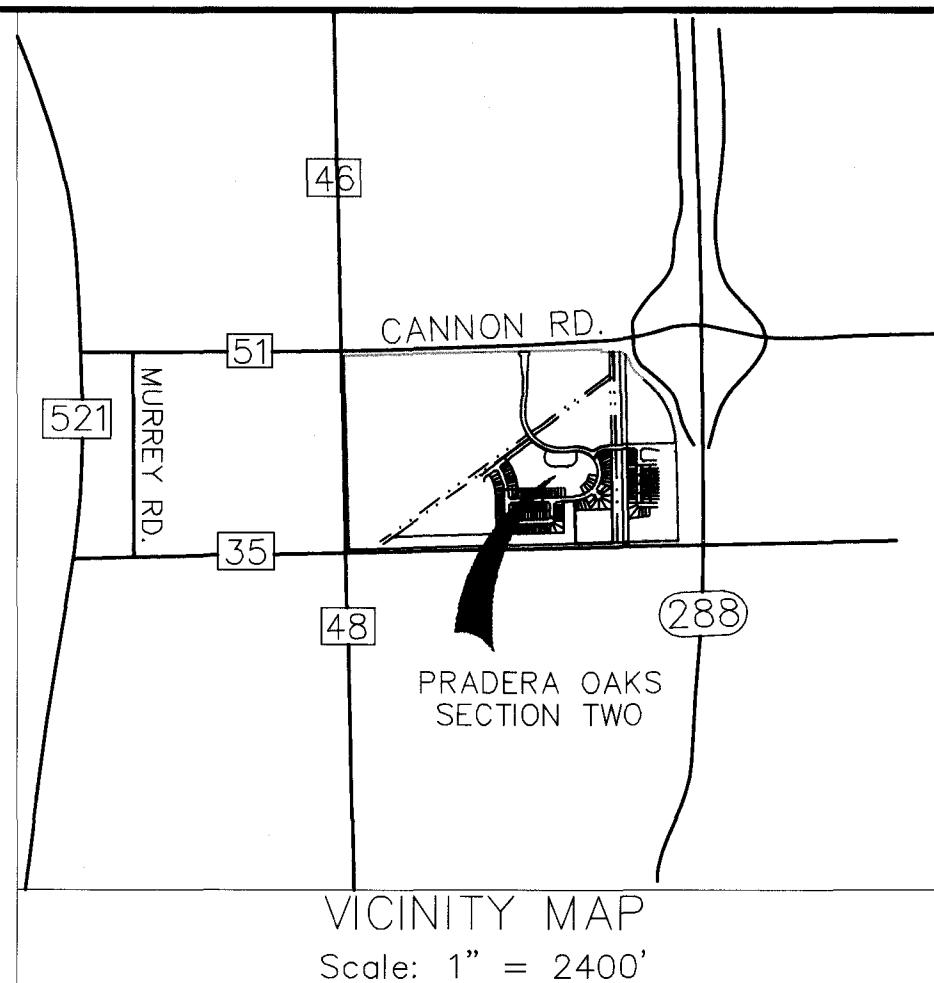 46
CANNON RD.
51
521
MURREY RD.
35
48
288
PRADERA OAKS
SECTION TWO
VICINITY MAP
Scale: 1" = 2400'